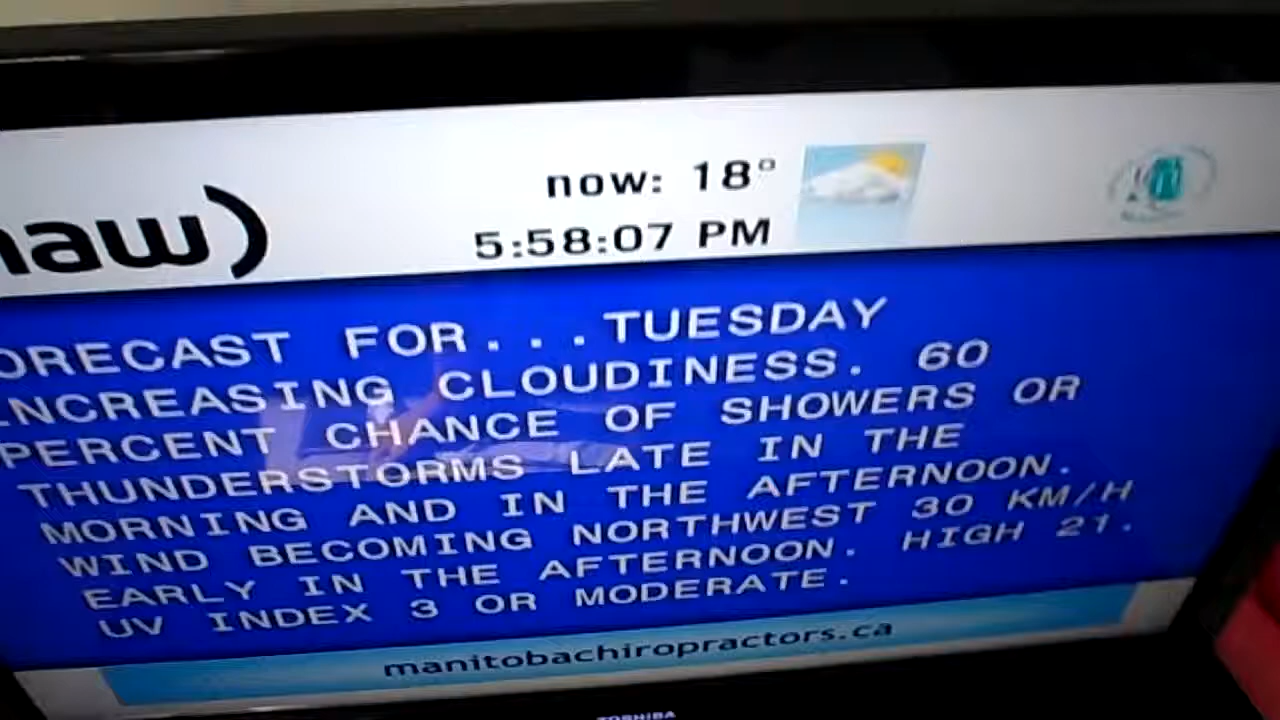 now: 18°
haw)
5:58:07 PM
ORECAST FOR...TUESDAY
INCREASING CLOUDINESS. 60
PERCENT CHANCE OF SHOWERS OR
THUNDERSTORMS LATE IN THE
MORNING AND IN THE AFTERNOON.
WIND BECOMING NORTHWEST 30 KM/H
EARLY IN THE AFTERNOON. HIGH 21.
UV INDEX 3 OR MODERATE.
manitobachiropractors.ca
TOSHIBA